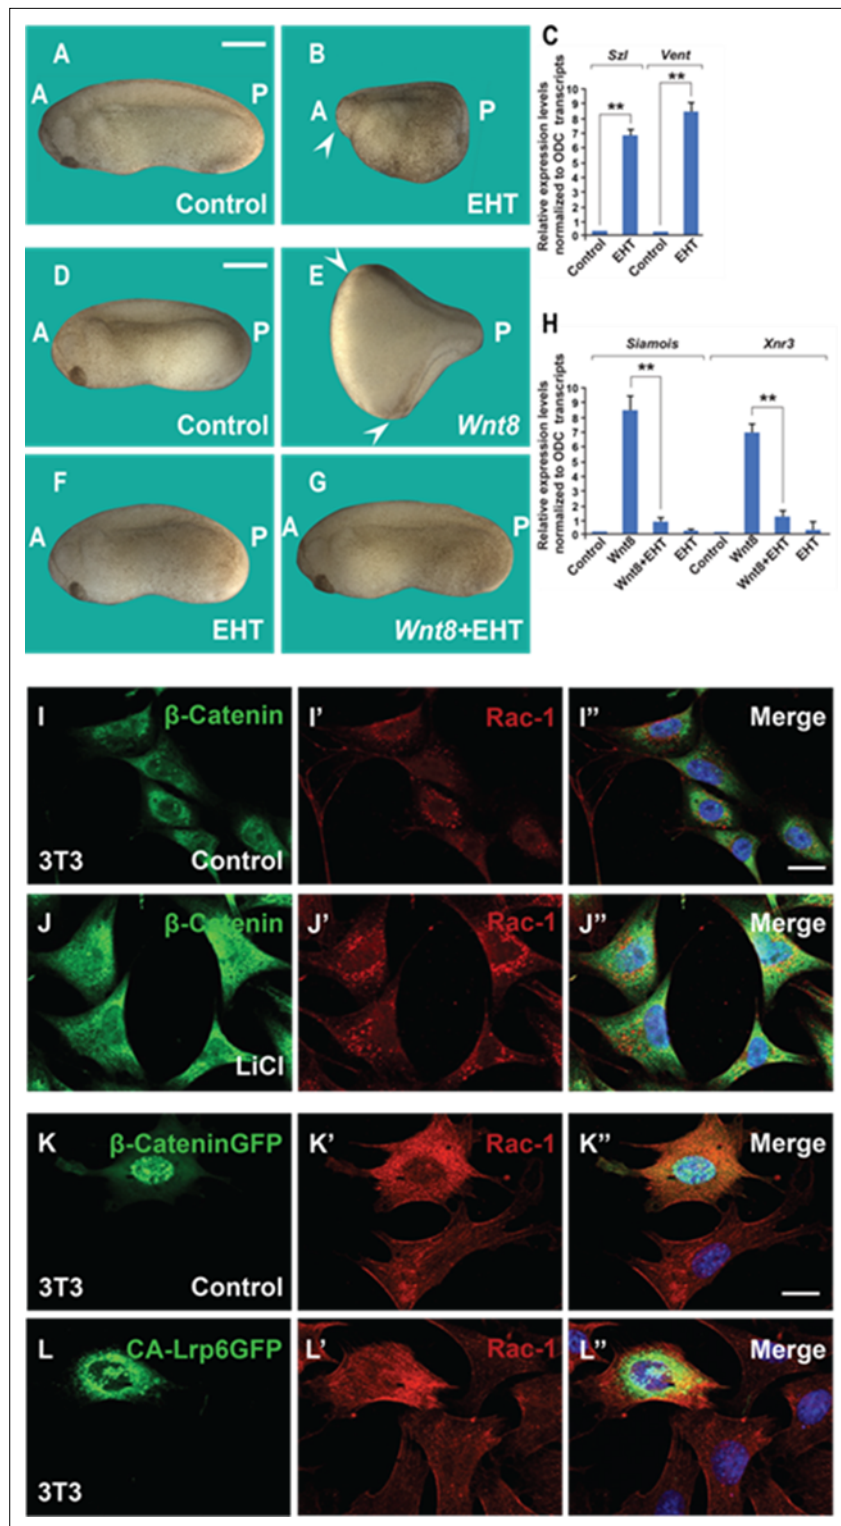 A
A
P
Control
B
A
P
EHT
C
Szl
Vent
**
**
Relative expression levels
normalized to ODC transcripts
10
9
8
7
6
5
4
3
2
1
0
Control
EHT
Control
EHT
D
A
P
Control
E
P
Wnt8
F
A
P
EHT
G
A
P
Wnt8+EHT
H
Siamois
Xnr3
**
**
Relative expression levels
normalized to ODC transcripts
10
9
8
7
6
5
4
3
2
1
0
Control
Wnt8
Wnt8+EHT
EHT
Control
Wnt8
Wnt8+EHT
EHT
I
β-Catenin
3T3
Control
I'
Rac-1
I"
Merge
J
β-Catenin
LiCl
J'
Rac-1
J"
Merge
K
β-CateninGFP
3T3
Control
K'
Rac-1
K"
Merge
L
CA-Lrp6GFP
3T3
L'
Rac-1
L"
Merge